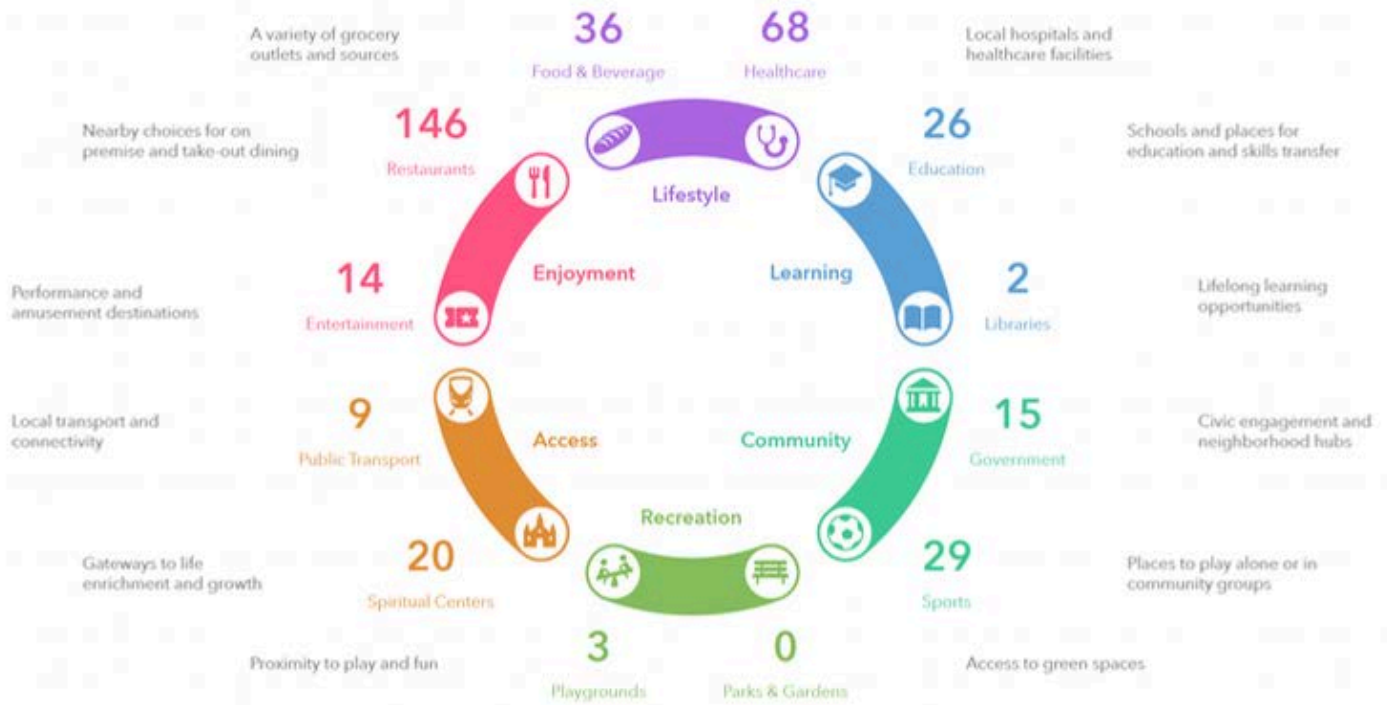 36
68
A variety of grocery
outlets and sources
Local hospitals and
healthcare facilities
Food & Beverage
Healthcare
146
26
Nearby choices for on
premise and take-out dining
Schools and places for
education and skills transfer
Restaurants
Education
Lifestyle
Enjoyment
Learning
14
2
Performance and
amusement destinations
Lifelong learning
opportunities
Entertainment
Libraries
9
15
Local transport and
connectivity
Civic engagement and
neighborhood hubs
Access
Community
Public Transport
Government
Recreation
20
29
Gateways to life
enrichment and growth
Places to play alone or in
community groups
Spiritual Centers
Sports
3
0
Proximity to play and fun
Access to green spaces
Playgrounds
Parks & Gardens